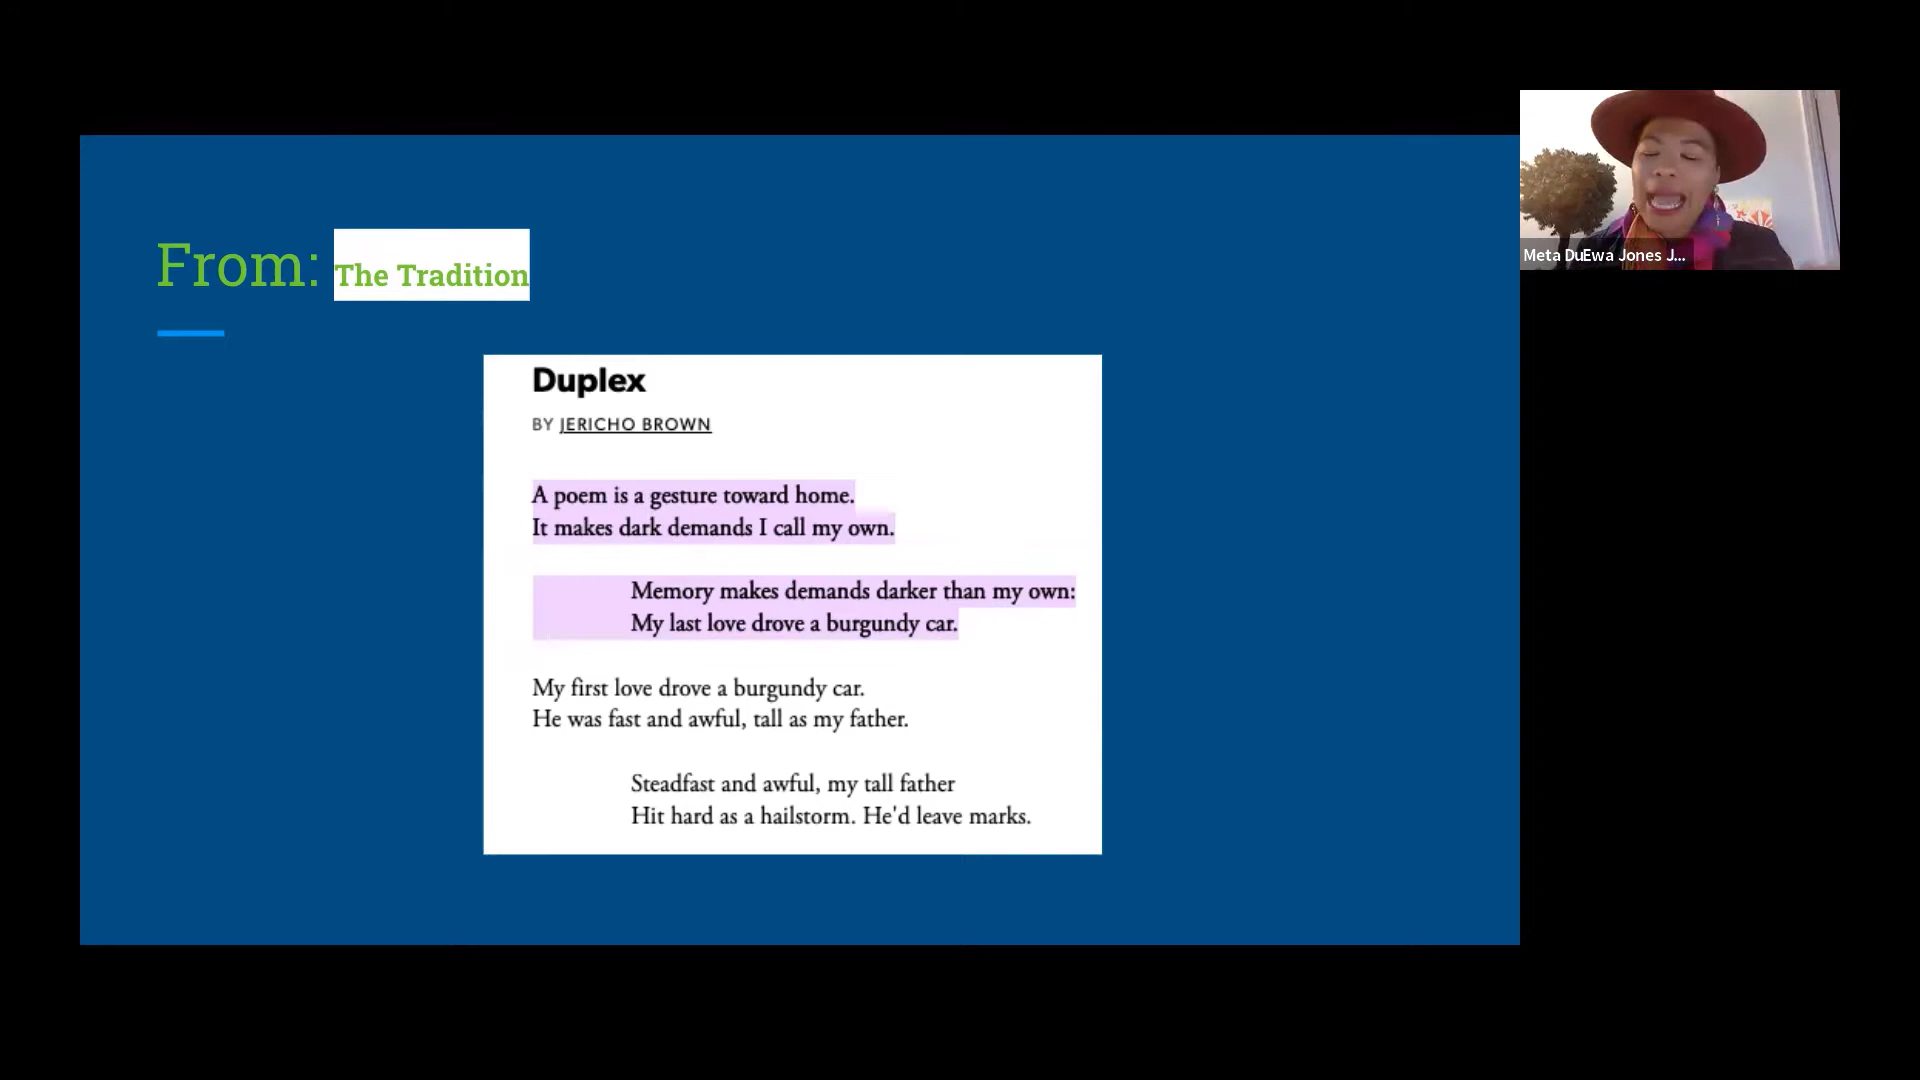 From: The Tradition
Duplex
BY JERICHO BROWN
A poem is a gesture toward home.
It makes dark demands I call my own.
Memory makes demands darker than my own:
My last love drove a burgundy car.
My first love drove a burgundy car.
He was fast and awful, tall as my father.
Steadfast and awful, my tall father
Hit hard as a hailstorm. He'd leave marks.
Meta DuEwa Jones J...